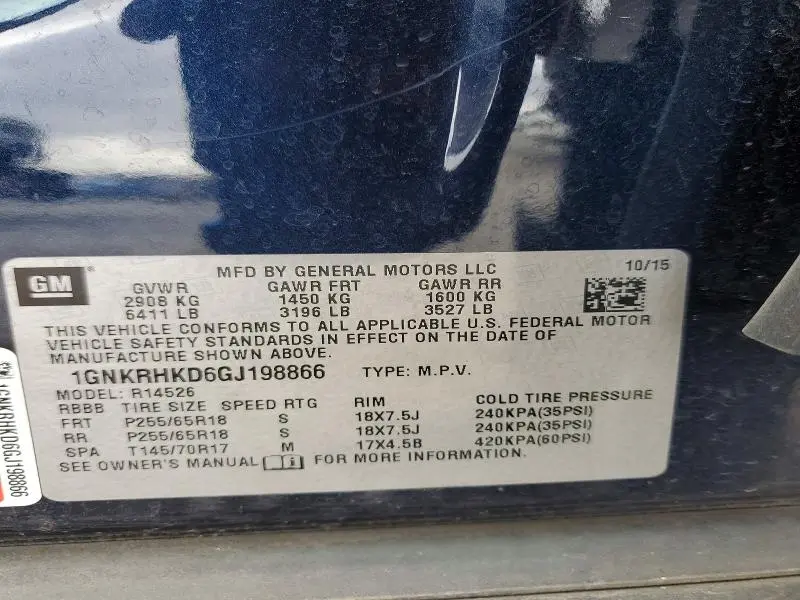 GM
MFD BY GENERAL MOTORS LLC
10/15
GVWR GAWR FRT GAWR RR
2908 KG 1450 KG 1600 KG
6411 LB 3196 LB 3527 LB
THIS VEHICLE CONFORMS TO ALL APPLICABLE U.S. FEDERAL MOTOR
VEHICLE SAFETY STANDARDS IN EFFECT ON THE DATE OF
MANUFACTURE SHOWN ABOVE.
1GNKRHKD6GJ198866 TYPE: M.P.V.
MODEL: R14526
RBBB TIRE SIZE SPEED RTG RIM COLD TIRE PRESSURE
FRT P255/65R18 S 18X7.5J 240KPA(35PSI)
RR P255/65R18 S 18X7.5J 240KPA(35PSI)
SPA T145/70R17 M 17X4.5B 420KPA(60PSI)
SEE OWNER'S MANUAL FOR MORE INFORMATION.
1GNKRHKD6GJ198866